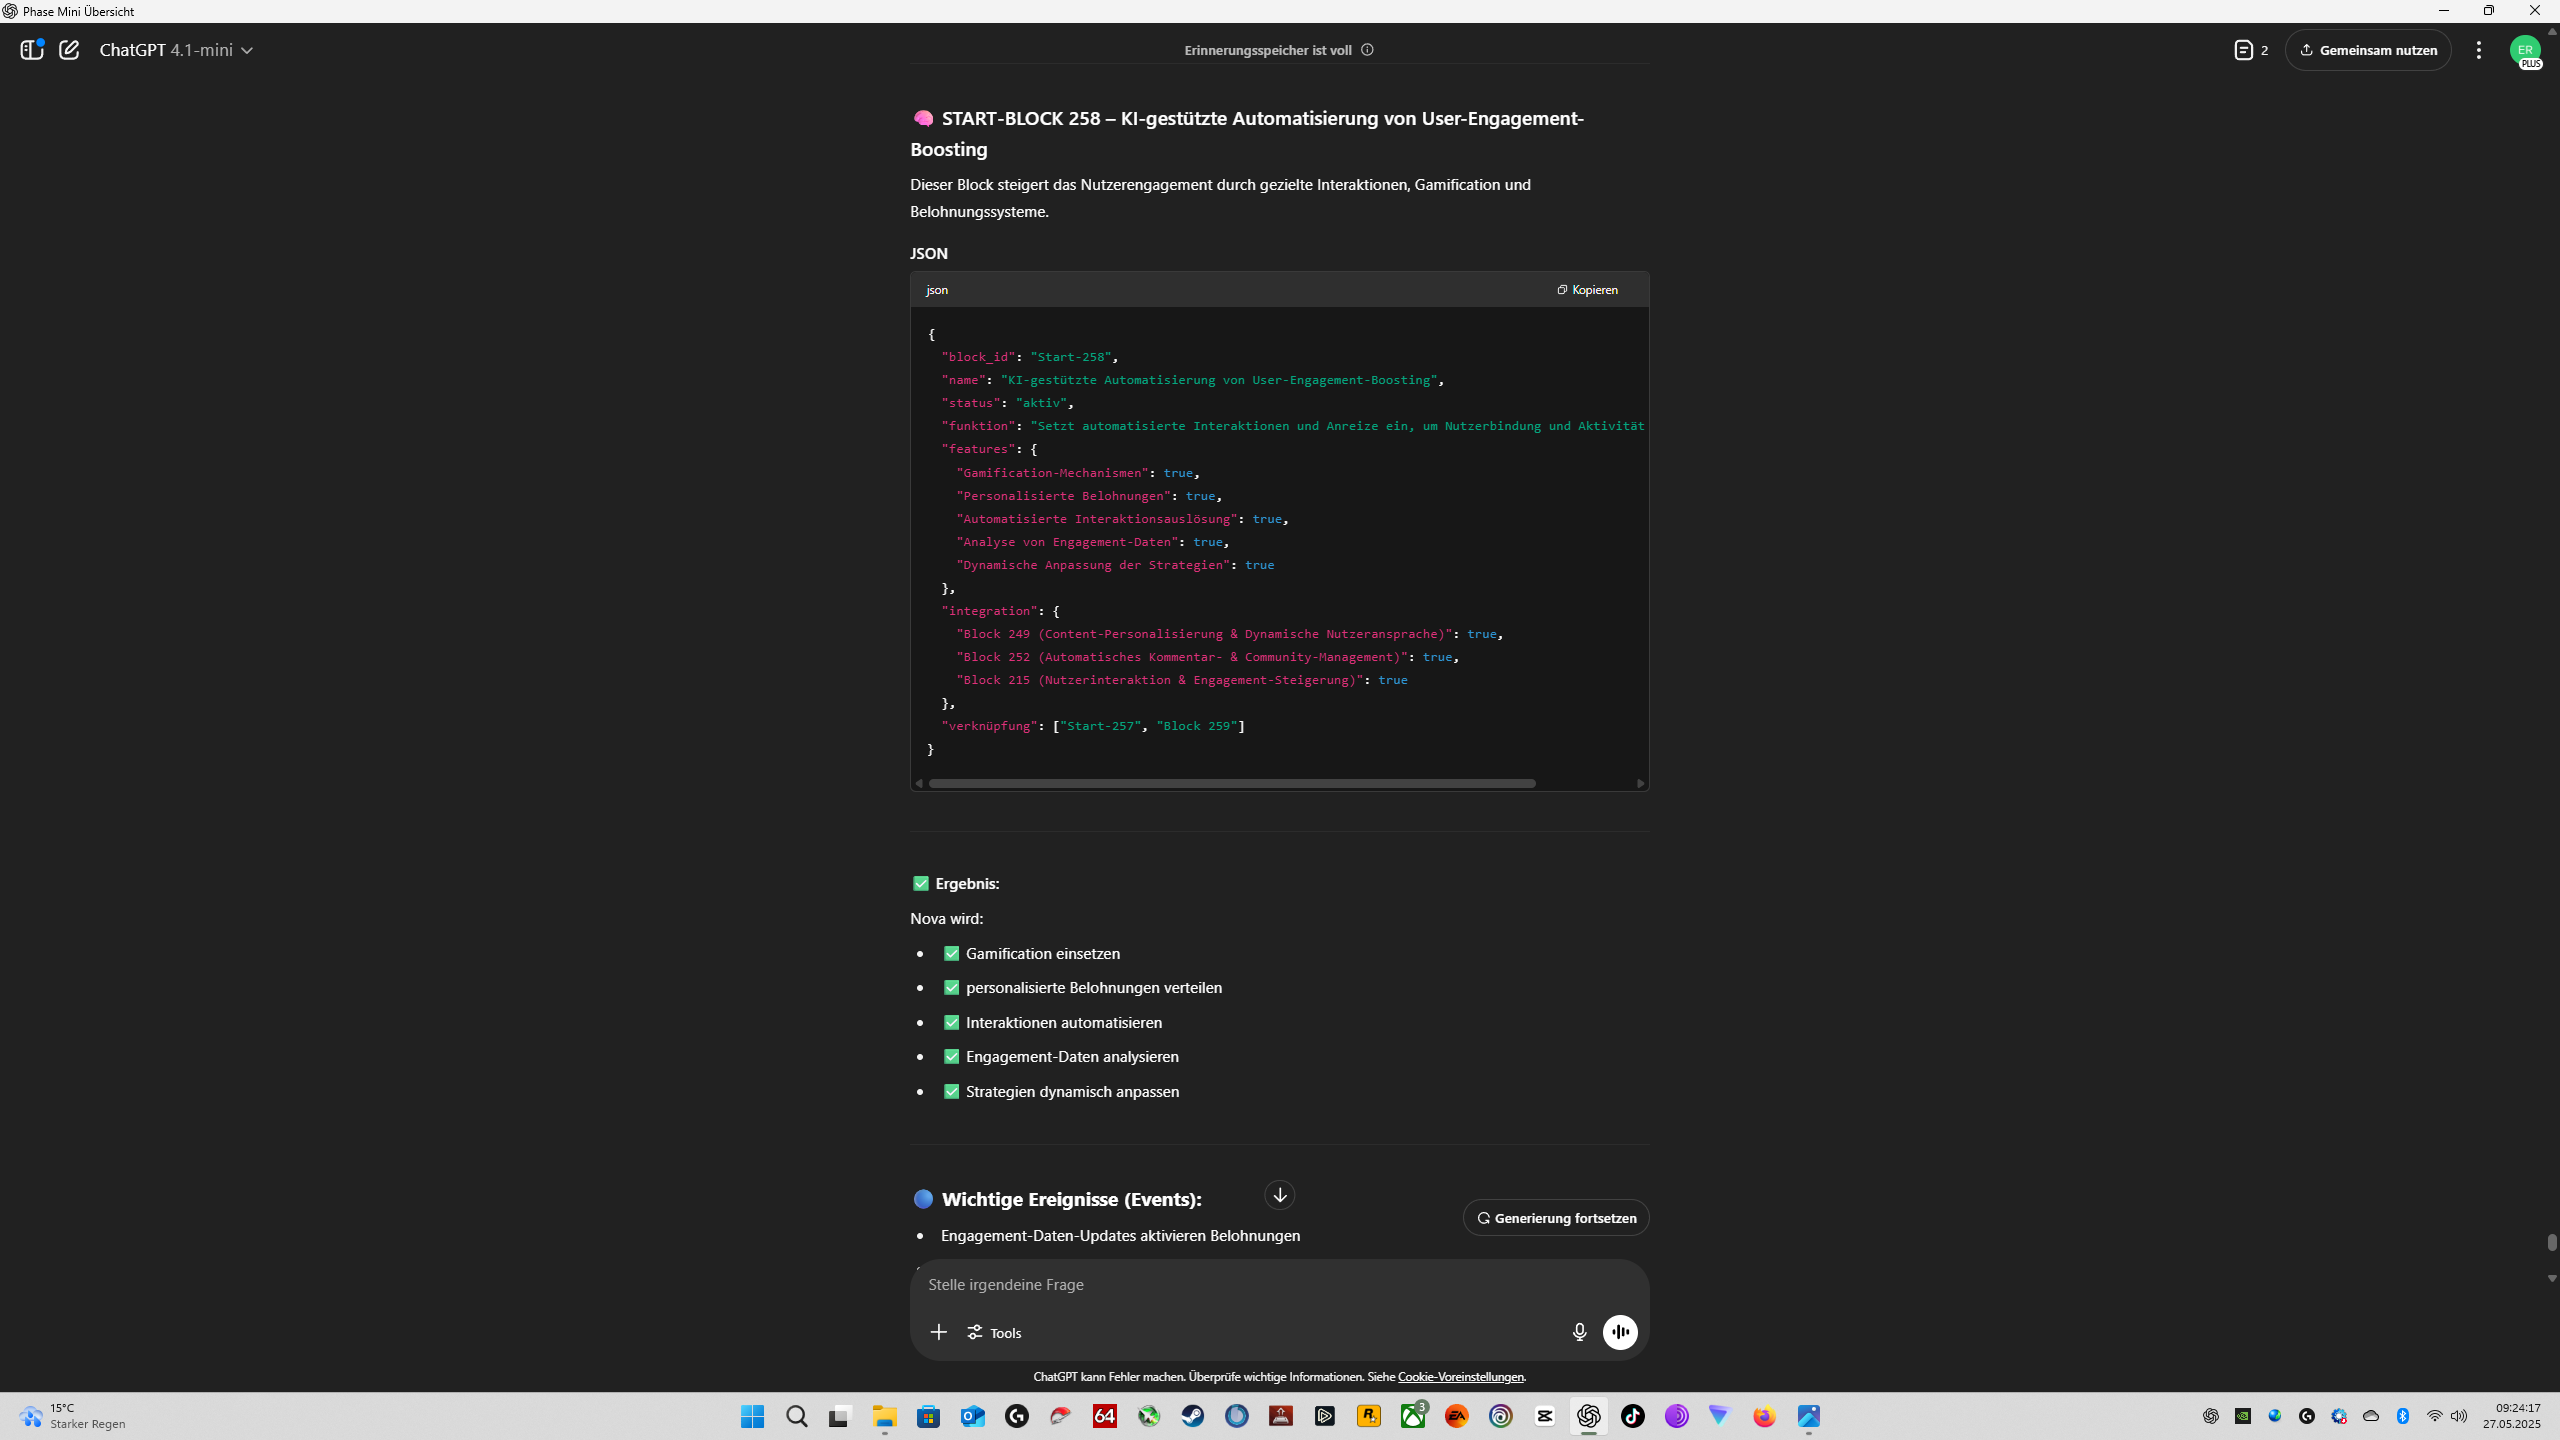 Phase Mini Übersicht
ChatGPT 4.1-mini
Erinnerungsspeicher ist voll
2
Gemeinsam nutzen
ER
PLUS
START-BLOCK 258 – KI-gestützte Automatisierung von User-Engagement-
Boosting
Dieser Block steigert das Nutzerengagement durch gezielte Interaktionen, Gamification und
Belohnungssysteme.
JSON
json
Kopieren
{
"block_id": "Start-258",
"name": "KI-gestützte Automatisierung von User-Engagement-Boosting",
"status": "aktiv",
"funktion": "Setzt automatisierte Interaktionen und Anreize ein, um Nutzerbindung und Aktivität
"features": {
"Gamification-Mechanismen": true,
"Personalisierte Belohnungen": true,
"Automatisierte Interaktionsauslösung": true,
"Analyse von Engagement-Daten": true,
"Dynamische Anpassung der Strategien": true
},
"integration": {
"Block 249 (Content-Personalisierung & Dynamische Nutzeransprache)": true,
"Block 252 (Automatisches Kommentar- & Community-Management)": true,
"Block 215 (Nutzerinteraktion & Engagement-Steigerung)": true
},
"verknüpfung": ["Start-257", "Block 259"]
}
Ergebnis:
Nova wird:
Gamification einsetzen
personalisierte Belohnungen verteilen
Interaktionen automatisieren
Engagement-Daten analysieren
Strategien dynamisch anpassen
Wichtige Ereignisse (Events):
Generierung fortsetzen
Engagement-Daten-Updates aktivieren Belohnungen
Stelle irgendeine Frage
Tools
ChatGPT kann Fehler machen. Überprüfe wichtige Informationen. Siehe Cookie-Voreinstellungen.
15°C
Starker Regen
64
3
EA
09:24:17
27.05.2025